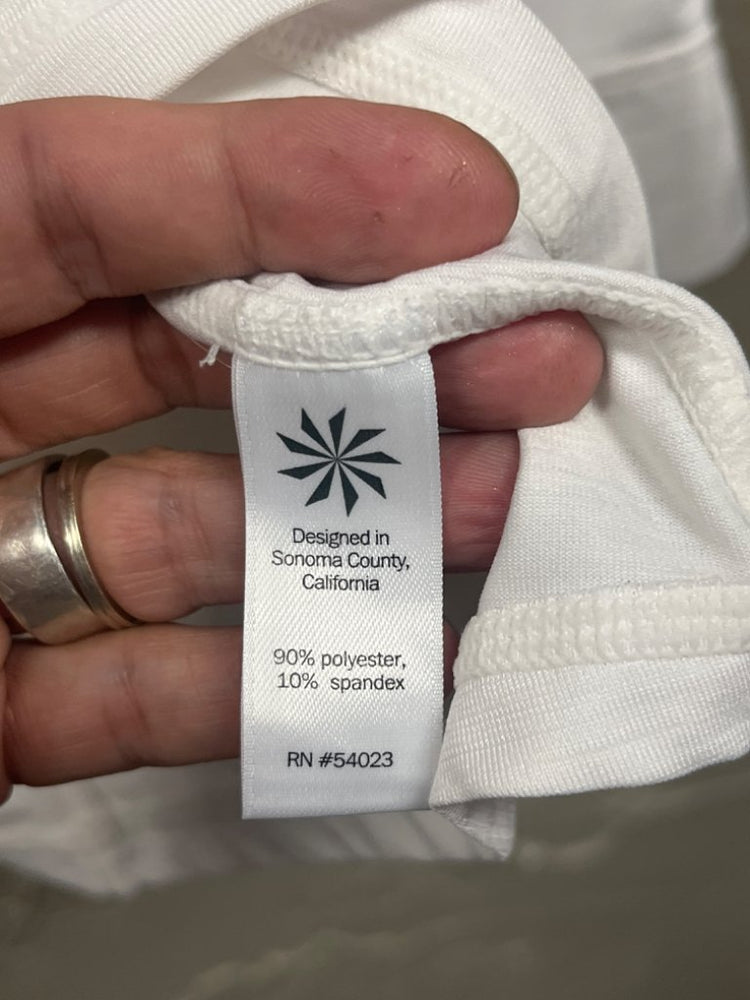 Designed in
Sonoma County,
California
90% polyester,
10% spandex
RN #54023